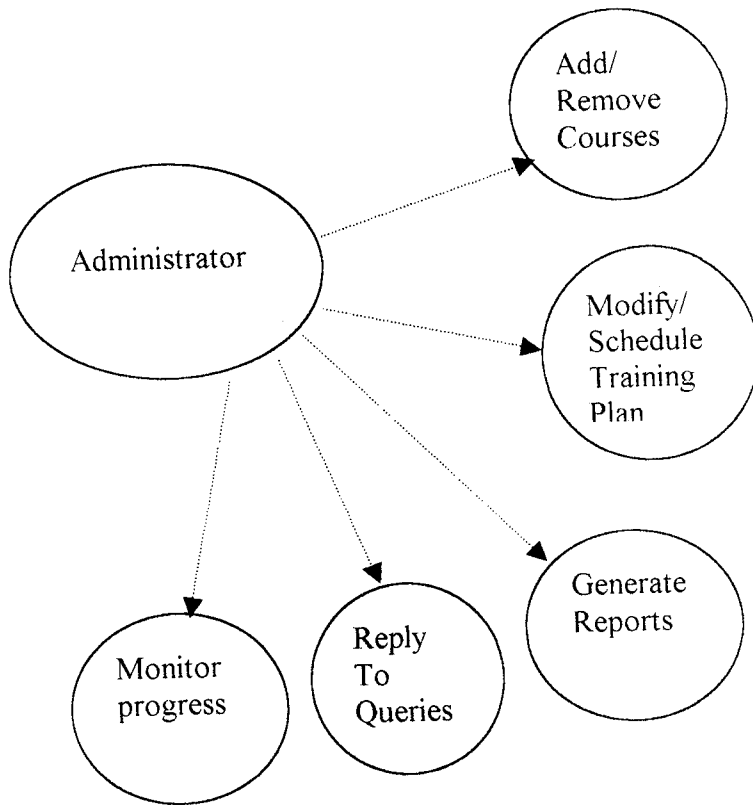 Add/
Remove
Courses
Administrator
Modify/
Schedule
Training
Plan
Generate
Reports
Reply
To
Queries
Monitor
progress